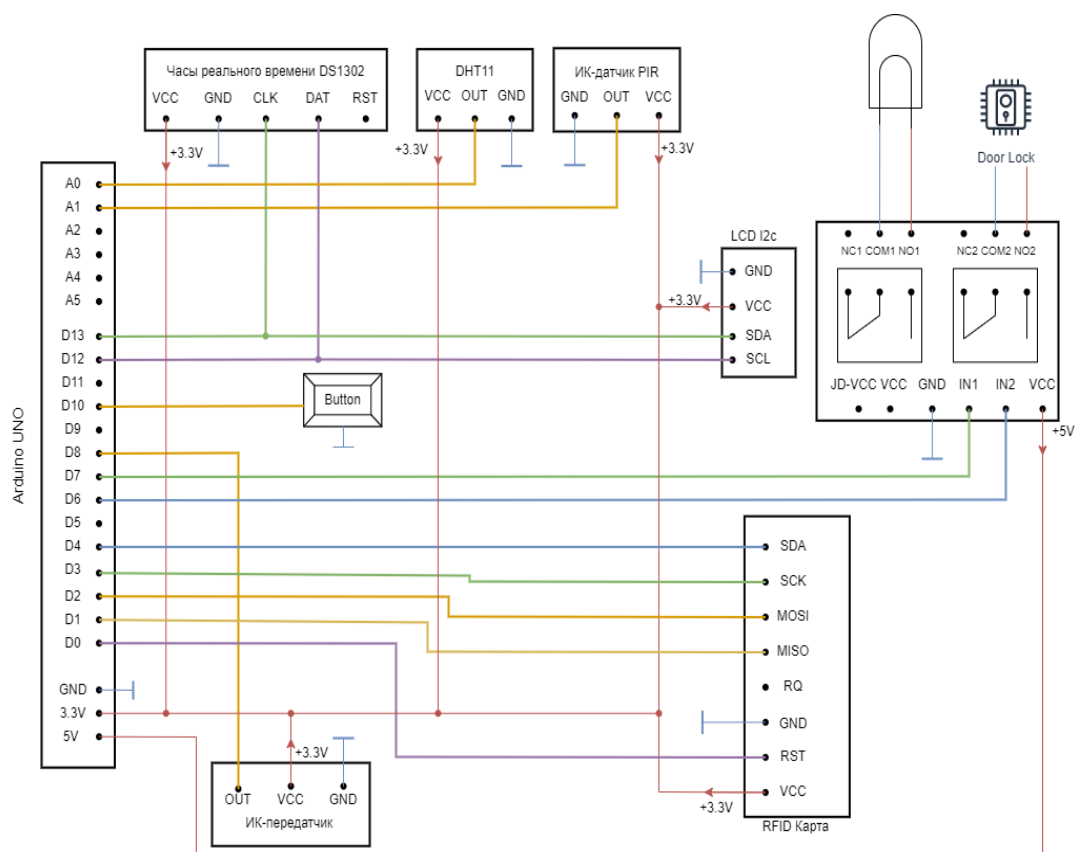 Часы реального времени DS1302
VCC GND CLK DAT RST
+3.3V
DHT11
VCC OUT GND
+3.3V
ИК-датчик PIR
GND OUT VCC
+3.3V
Door Lock
NC1 COM1 NO1
NC2 COM2 NO2
JD-VCC VCC GND IN1 IN2 VCC
+5V
LCD I2c
GND
VCC
+3.3V
SDA
SCL
Arduino UNO
A0
A1
A2
A3
A4
A5
D13
D12
D11
D10
D9
D8
D7
D6
D5
D4
D3
D2
D1
D0
GND
3.3V
5V
Button
SDA
SCK
MOSI
MISO
RQ
GND
RST
VCC
+3.3V
RFID Карта
+3.3V
OUT VCC GND
ИК-передатчик